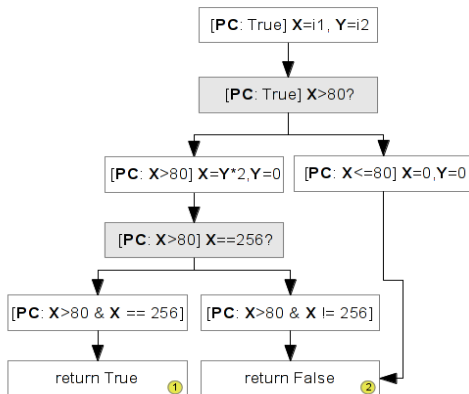 [PC: True] X=i1, Y=i2
[PC: True] X>80?
[PC: X>80] X=Y*2,Y=0
[PC: X<=80] X=0,Y=0
[PC: X>80] X==256?
[PC: X>80 & X == 256]
[PC: X>80 & X != 256]
return True
1
return False
2